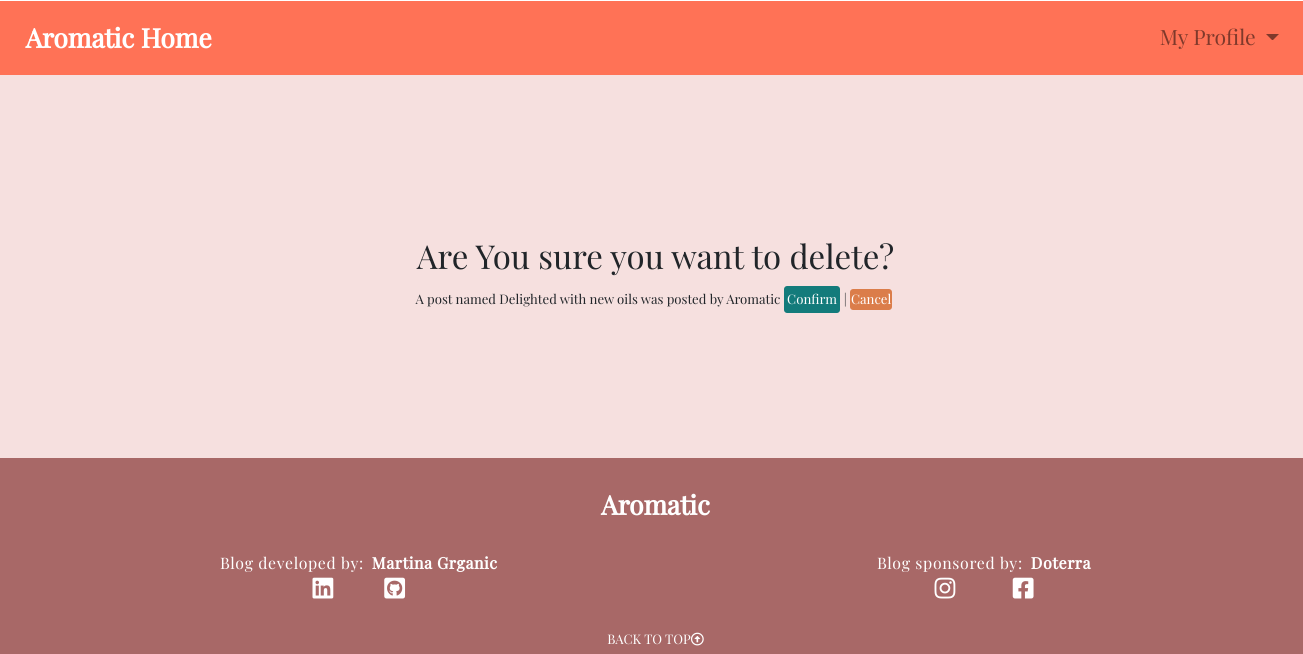 Aromatic Home
My Profile
Are You sure you want to delete?
A post named Delighted with new oils was posted by Aromatic Confirm | Cancel
Aromatic
Blog developed by: Martina Grganic
Blog sponsored by: Doterra
BACK TO TOP